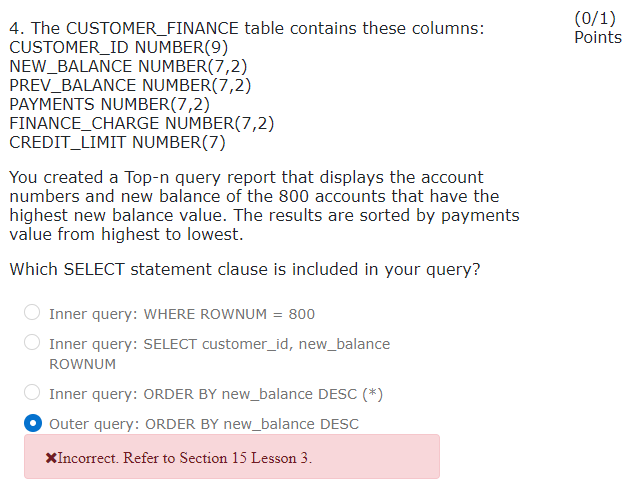 (0/1)
Points
4. The CUSTOMER_FINANCE table contains these columns:
CUSTOMER_ID NUMBER(9)
NEW_BALANCE NUMBER(7,2)
PREV_BALANCE NUMBER(7,2)
PAYMENTS NUMBER(7,2)
FINANCE_CHARGE NUMBER(7,2)
CREDIT_LIMIT NUMBER(7)
You created a Top-n query report that displays the account
numbers and new balance of the 800 accounts that have the
highest new balance value. The results are sorted by payments
value from highest to lowest.
Which SELECT statement clause is included in your query?
Inner query: WHERE ROWNUM = 800
Inner query: SELECT customer_id, new_balance
ROWNUM
Inner query: ORDER BY new_balance DESC (*)
Outer query: ORDER BY new_balance DESC
✖Incorrect. Refer to Section 15 Lesson 3.